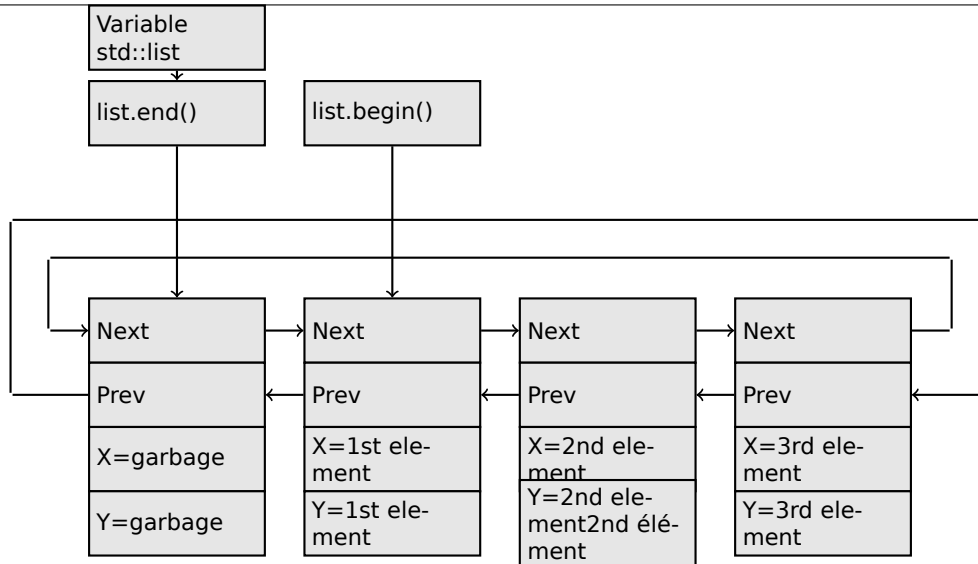 Variable
std::list
list.end()
list.begin()
Next
Next
Next
Next
Prev
Prev
Prev
Prev
X=garbage
X=1st ele-
ment
X=2nd ele-
ment
X=3rd ele-
ment
Y=garbage
Y=1st ele-
ment
Y=2nd ele-
ment2nd élé-
ment
Y=3rd ele-
ment